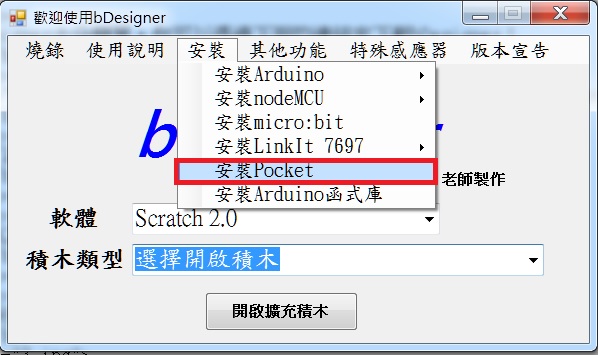 歡迎使用bDesigner
燒錄 使用說明 安裝 其他功能 特殊感應器 版本宣告
安裝Arduino
安裝nodeMCU
安裝micro:bit
安裝LinkIt 7697
安裝Pocket
安裝Arduino函式庫
b r
老師製作
軟體 Scratch 2.0
積木類型 選擇開啟積木
開啟擴充積木